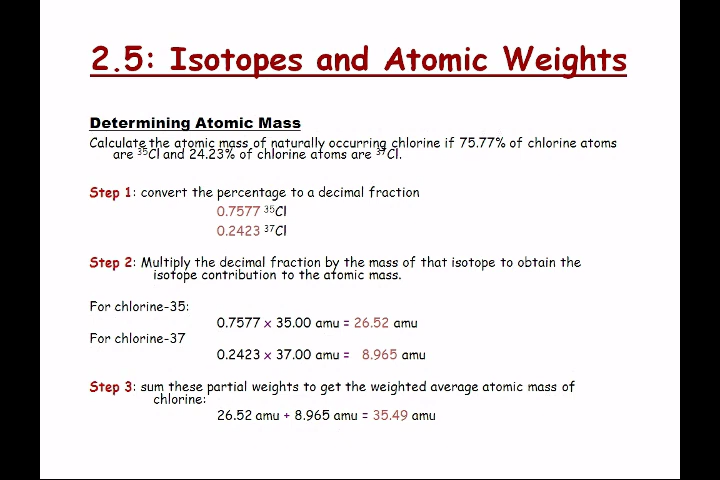 2.5: Isotopes and Atomic Weights
Determining Atomic Mass
Calculate the atomic mass of naturally occurring chlorine if 75.77% of chlorine atoms
are ³⁵Cl and 24.23% of chlorine atoms are ³⁷Cl.
Step 1: convert the percentage to a decimal fraction
0.7577 ³⁵Cl
0.2423 ³⁷Cl
Step 2: Multiply the decimal fraction by the mass of that isotope to obtain the
isotope contribution to the atomic mass.
For chlorine-35:
0.7577 x 35.00 amu = 26.52 amu
For chlorine-37
0.2423 x 37.00 amu = 8.965 amu
Step 3: sum these partial weights to get the weighted average atomic mass of
chlorine:
26.52 amu + 8.965 amu = 35.49 amu